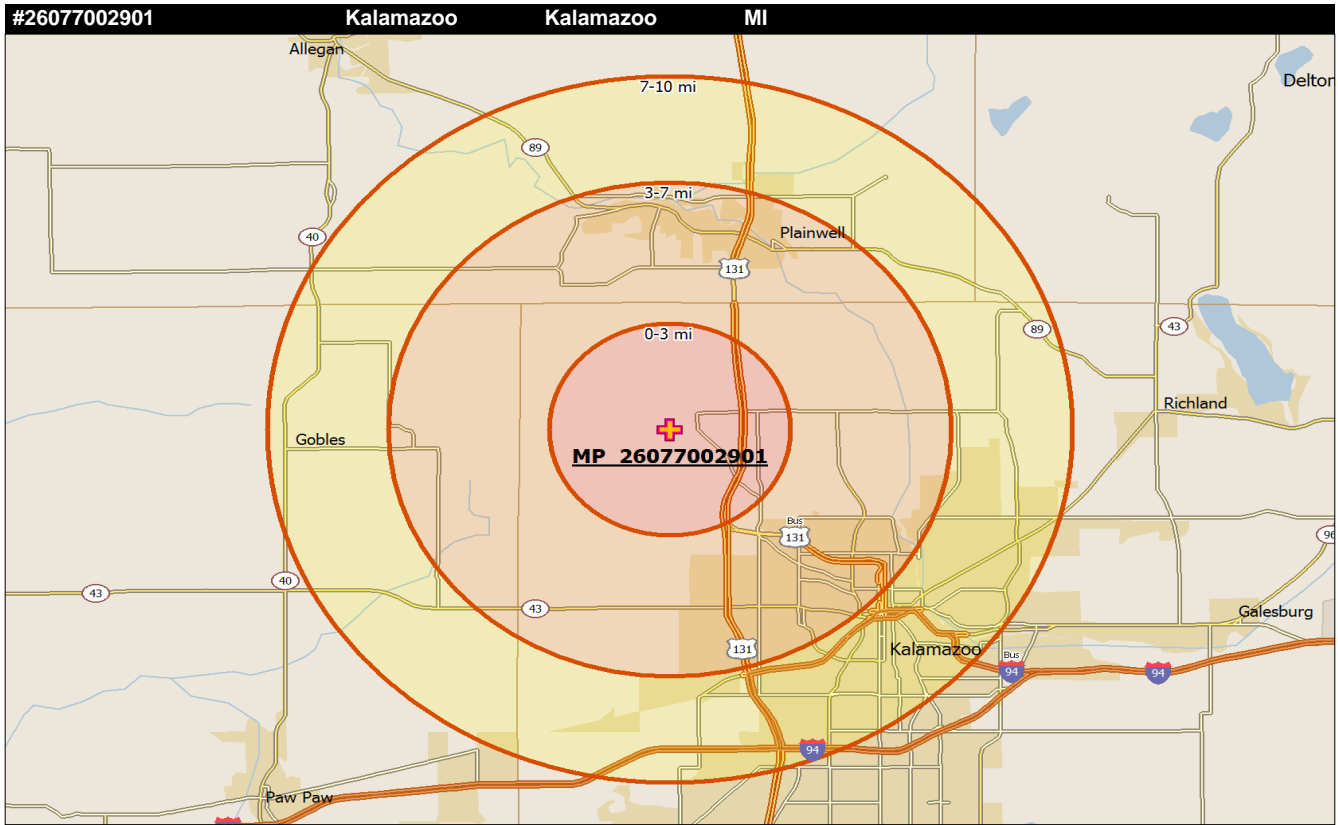 #26077002901 Kalamazoo Kalamazoo MI
Allegan
7-10 mi
Delton
89
3-7 mi
40
Plainwell
131
0-3 mi
43
89
Richland
Gobles
MP 26077002901
Bus
131
96
40
43
43
Galesburg
131
Kalamazoo
Bus
94
94
94
Paw Paw